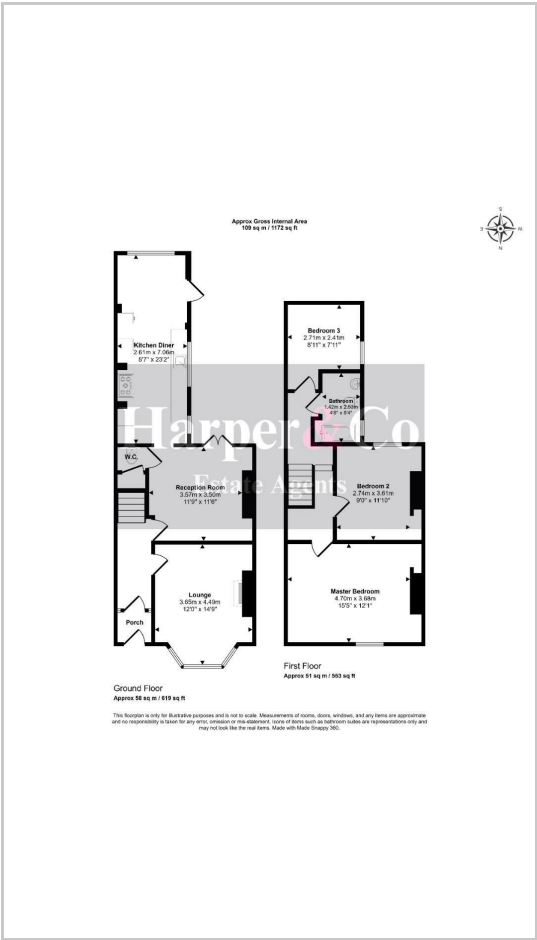 Approx Gross Internal Area
109 sq m / 1172 sq ft
S
E
W
N
Kitchen Diner
2.61m x 7.06m
8'7" x 23'2"
Bedroom 3
2.71m x 2.41m
8'11" x 7'11"
Bathroom
Harper&Co
Estate Agents
W.C.
Reception Room
3.57m x 3.50m
11'9" x 11'6"
Bedroom 2
2.74m x 3.61m
9'0" x 11'10"
Lounge
3.65m x 4.49m
12'0" x 14'9"
Master Bedroom
4.70m x 3.68m
15'5" x 12'1"
Porch
Ground Floor
Approx 58 sq m / 619 sq ft
First Floor
Approx 51 sq m / 553 sq ft
This floorplan is only for illustrative purposes and is not to scale. Measurements of rooms, doors, windows, and any items are approximate
and no responsibility is taken for any error, omission or mis-statement. Icons of items such as bathroom suites are representations only and
may not look like the real items. Made with Made Snappy 360.